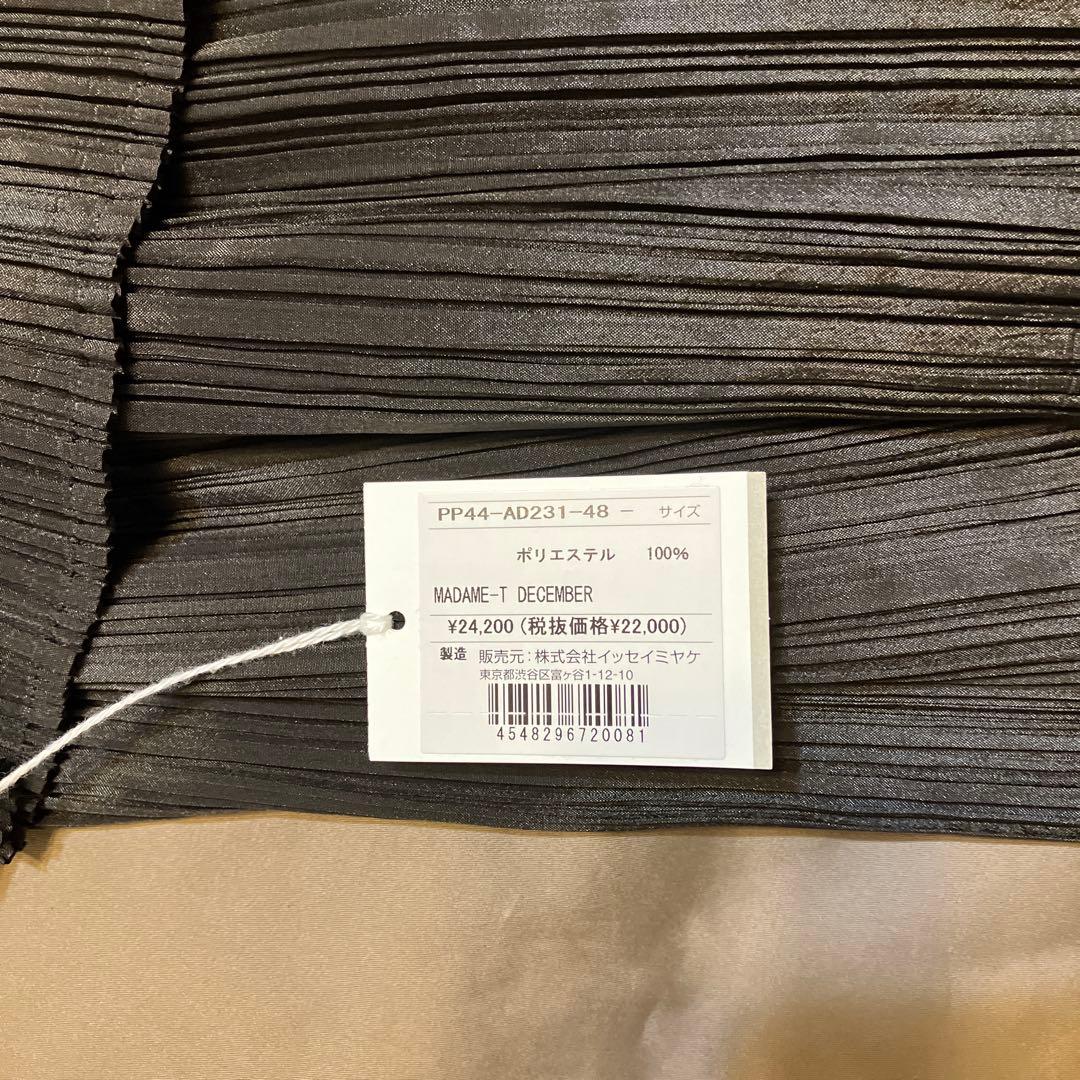 PP44-AD231-48 - サイズ
ポリエステル 100%
MADAME-T DECEMBER
¥24,200(税抜価格¥22,000)
製造 販売元:株式会社イッセイミヤケ
東京都渋谷区富ヶ谷1-12-10
4548296720081